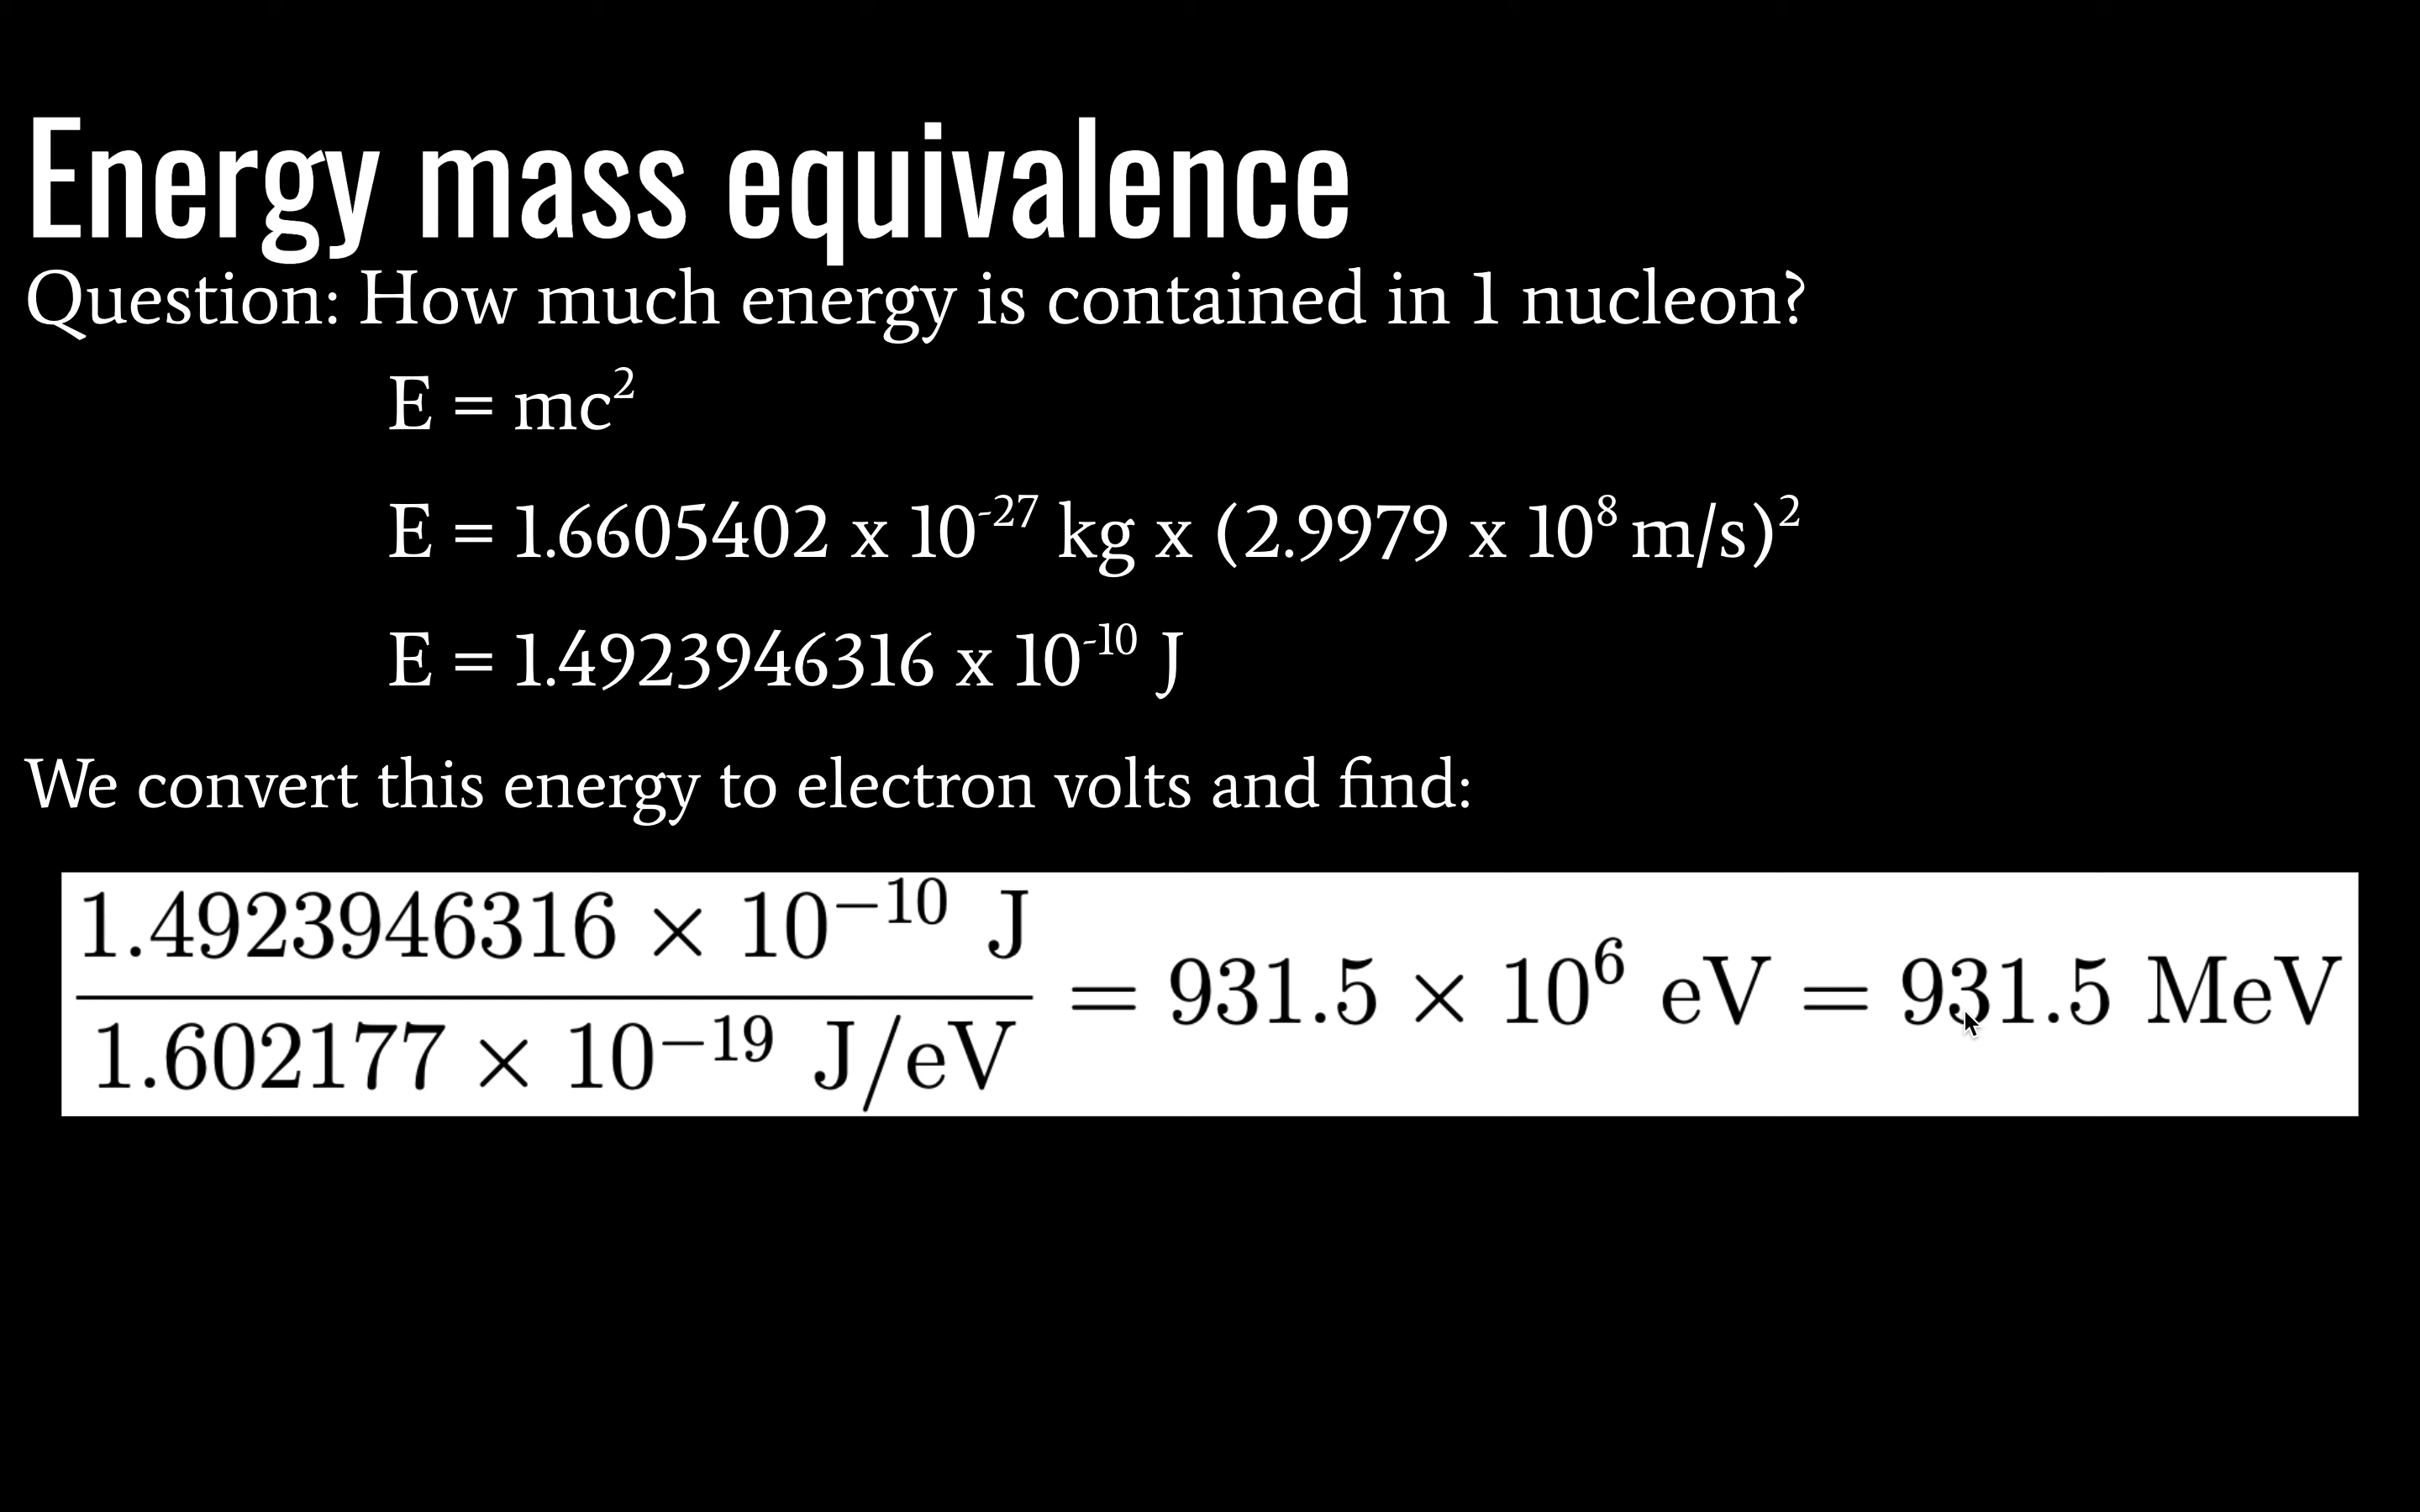 Energy mass equivalence
Question: How much energy is contained in 1 nucleon?
E = mc²
E = 1.6605402 x 10⁻²⁷ kg x (2.9979 x 10⁸ m/s)²
E = 1.4923946316 x 10⁻¹⁰ J
We convert this energy to electron volts and find:
1.4923946316 × 10⁻¹⁰ J
1.602177 × 10⁻¹⁹ J/eV
= 931.5 × 10⁶ eV = 931.5 MeV